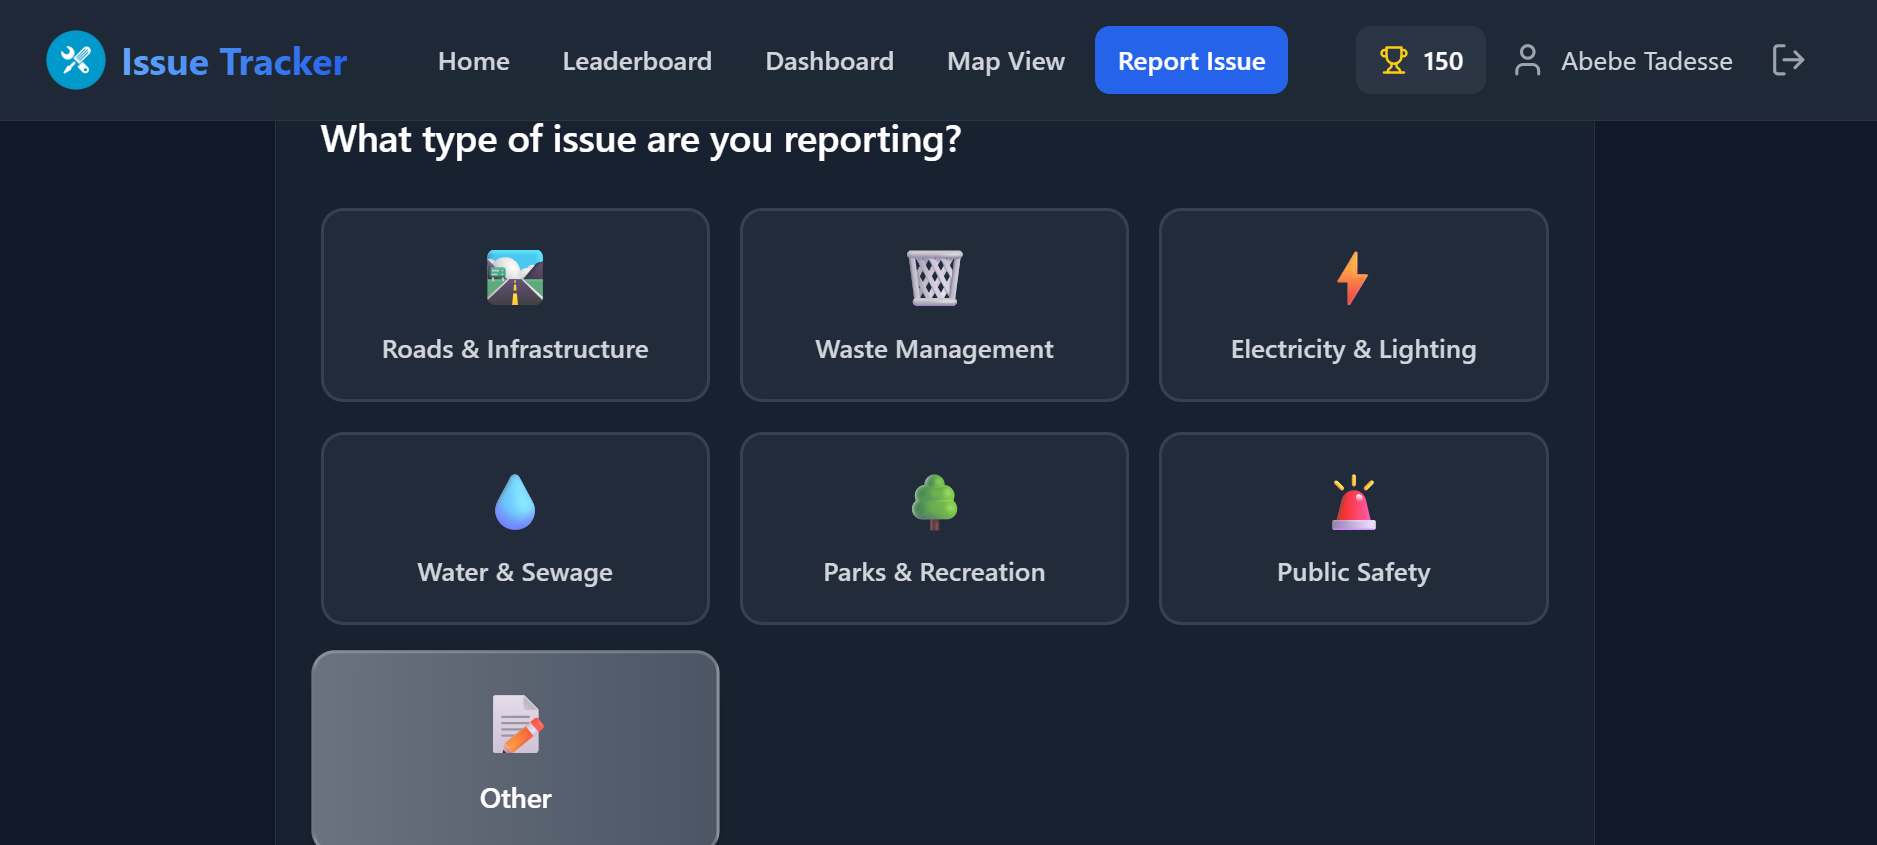 Issue Tracker
Home
Leaderboard
Dashboard
Map View
Report Issue
150
Abebe Tadesse
What type of issue are you reporting?
Roads & Infrastructure
Waste Management
Electricity & Lighting
Water & Sewage
Parks & Recreation
Public Safety
Other